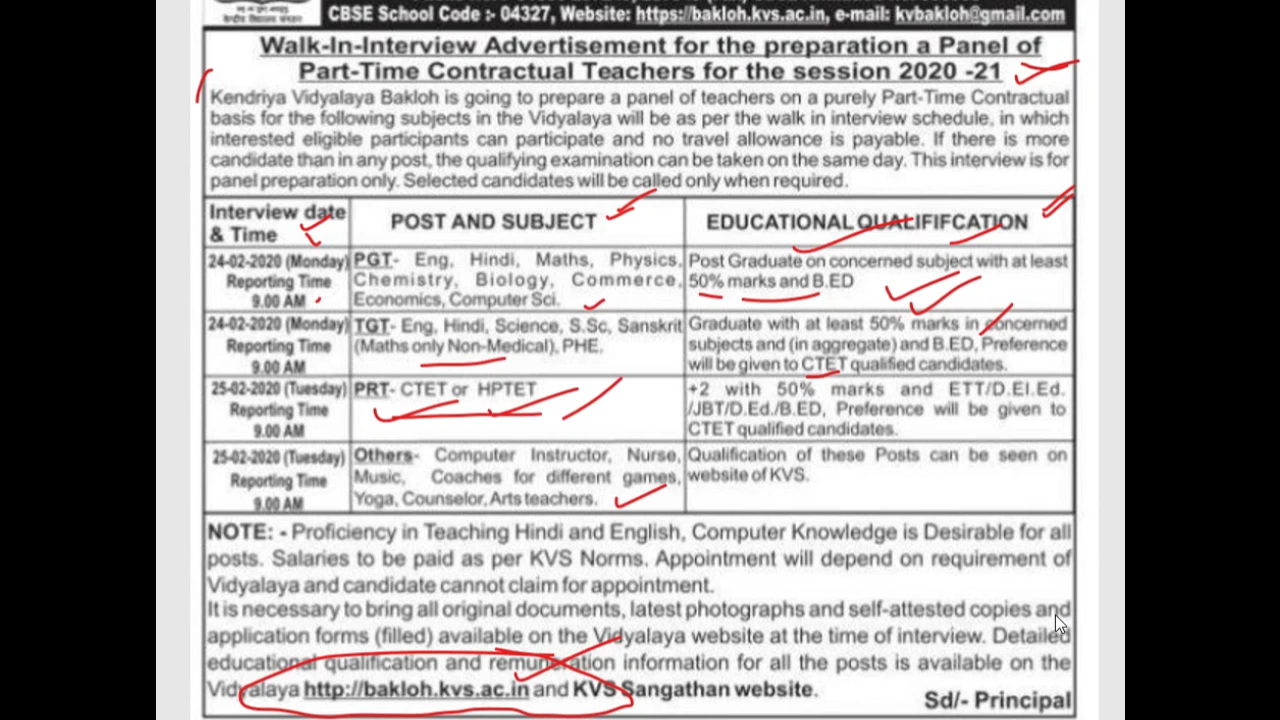 केन्द्रीय विद्यालय संगठन
CBSE School Code :- 04327, Website: https://bakloh.kvs.ac.in, e-mail: kvbakloh@gmail.com
Walk-In-Interview Advertisement for the preparation a Panel of
Part-Time Contractual Teachers for the session 2020 -21
Kendriya Vidyalaya Bakloh is going to prepare a panel of teachers on a purely Part-Time Contractual
basis for the following subjects in the Vidyalaya will be as per the walk in interview schedule, in which
interested eligible participants can participate and no travel allowance is payable. If there is more
candidate than in any post, the qualifying examination can be taken on the same day. This interview is for
panel preparation only. Selected candidates will be called only when required.
Interview date
& Time
POST AND SUBJECT
EDUCATIONAL QUALIFIFCATION
24-02-2020 (Monday)
Reporting Time
9.00 AM
PGT- Eng, Hindi, Maths, Physics,
Chemistry, Biology, Commerce,
Economics, Computer Sci.
Post Graduate on concerned subject with at least
50% marks and B.ED
24-02-2020 (Monday)
Reporting Time
9.00 AM
TGT- Eng, Hindi, Science, S.Sc, Sanskrit
(Maths only Non-Medical), PHE.
Graduate with at least 50% marks in concerned
subjects and (in aggregate) and B.ED, Preference
will be given to CTET qualified candidates.
25-02-2020 (Tuesday)
Reporting Time
9.00 AM
PRT- CTET or HPTET
+2 with 50% marks and ETT/D.El.Ed.
/JBT/D.Ed./B.ED, Preference will be given to
CTET qualified candidates.
25-02-2020 (Tuesday)
Reporting Time
9.00 AM
Others- Computer Instructor, Nurse,
Music, Coaches for different games,
Yoga, Counselor, Arts teachers.
Qualification of these Posts can be seen on
website of KVS.
NOTE: - Proficiency in Teaching Hindi and English, Computer Knowledge is Desirable for all
posts. Salaries to be paid as per KVS Norms. Appointment will depend on requirement of
Vidyalaya and candidate cannot claim for appointment.
It is necessary to bring all original documents, latest photographs and self-attested copies and
application forms (filled) available on the Vidyalaya website at the time of interview. Detailed
educational qualification and remuneration information for all the posts is available on the
Vidyalaya http://bakloh.kvs.ac.in and KVS Sangathan website.
Sd/- Principal